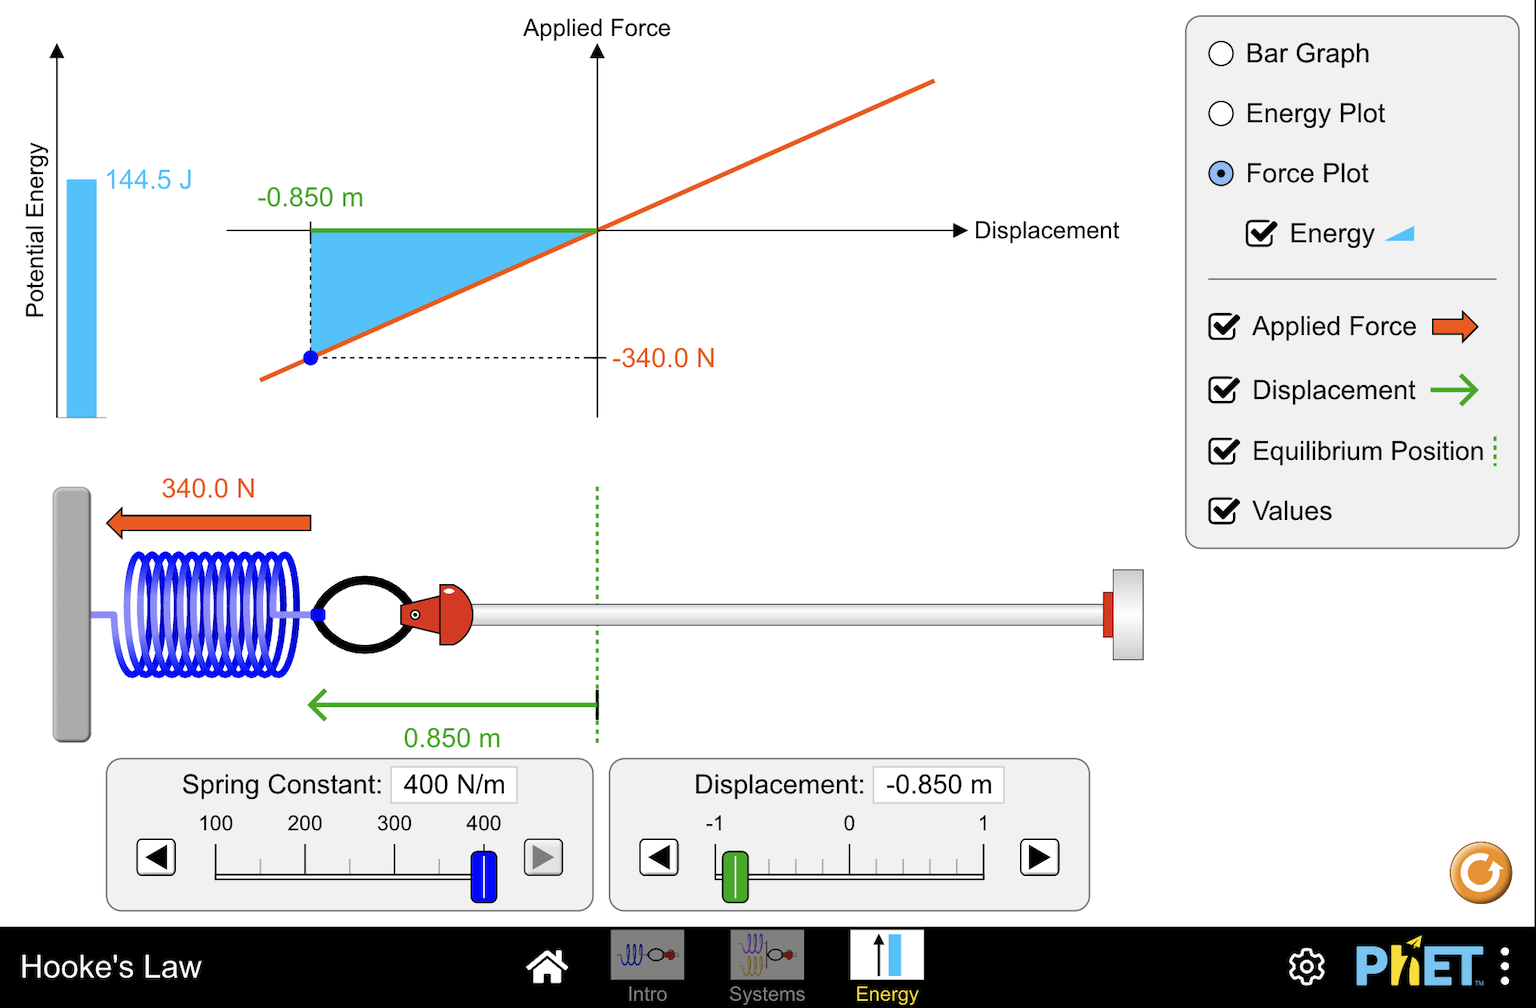 Applied Force
Potential Energy
144.5 J
-0.850 m
Displacement
-340.0 N
Bar Graph
Energy Plot
Force Plot
Energy
Applied Force
Displacement
Equilibrium Position
Values
340.0 N
0.850 m
Spring Constant: 400 N/m
100 200 300 400
Displacement: -0.850 m
-1 0 1
Hooke's Law
Intro
Systems
Energy
PhET™